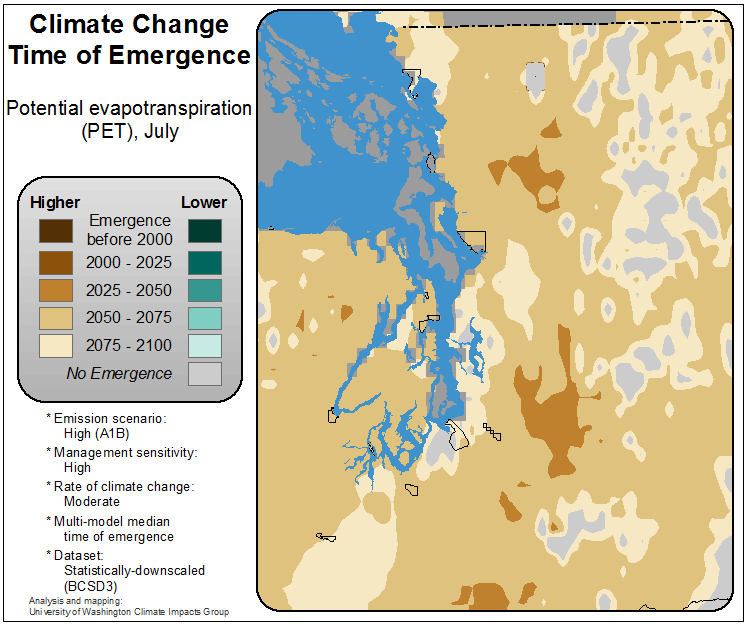 Climate Change
Time of Emergence
Potential evapotranspiration
(PET), July
Higher Lower
Emergence
before 2000
2000 - 2025
2025 - 2050
2050 - 2075
2075 - 2100
No Emergence
* Emission scenario:
High (A1B)
* Management sensitivity:
High
* Rate of climate change:
Moderate
* Multi-model median
time of emergence
* Dataset:
Statistically-downscaled
(BCSD3)
Analysis and mapping:
University of Washington Climate Impacts Group